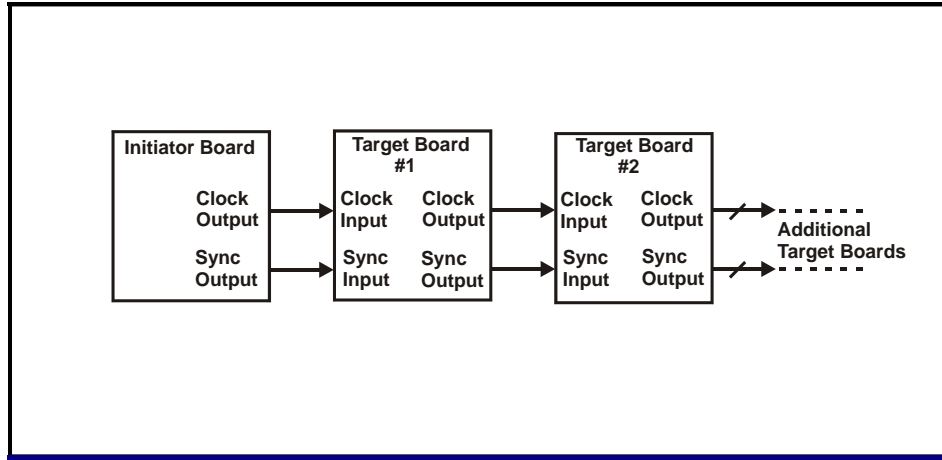 Initiator Board
Clock
Output
Sync
Output
Target Board
#1
Clock
Input
Clock
Output
Sync
Input
Sync
Output
Target Board
#2
Clock
Input
Clock
Output
Sync
Input
Sync
Output
Additional
Target Boards